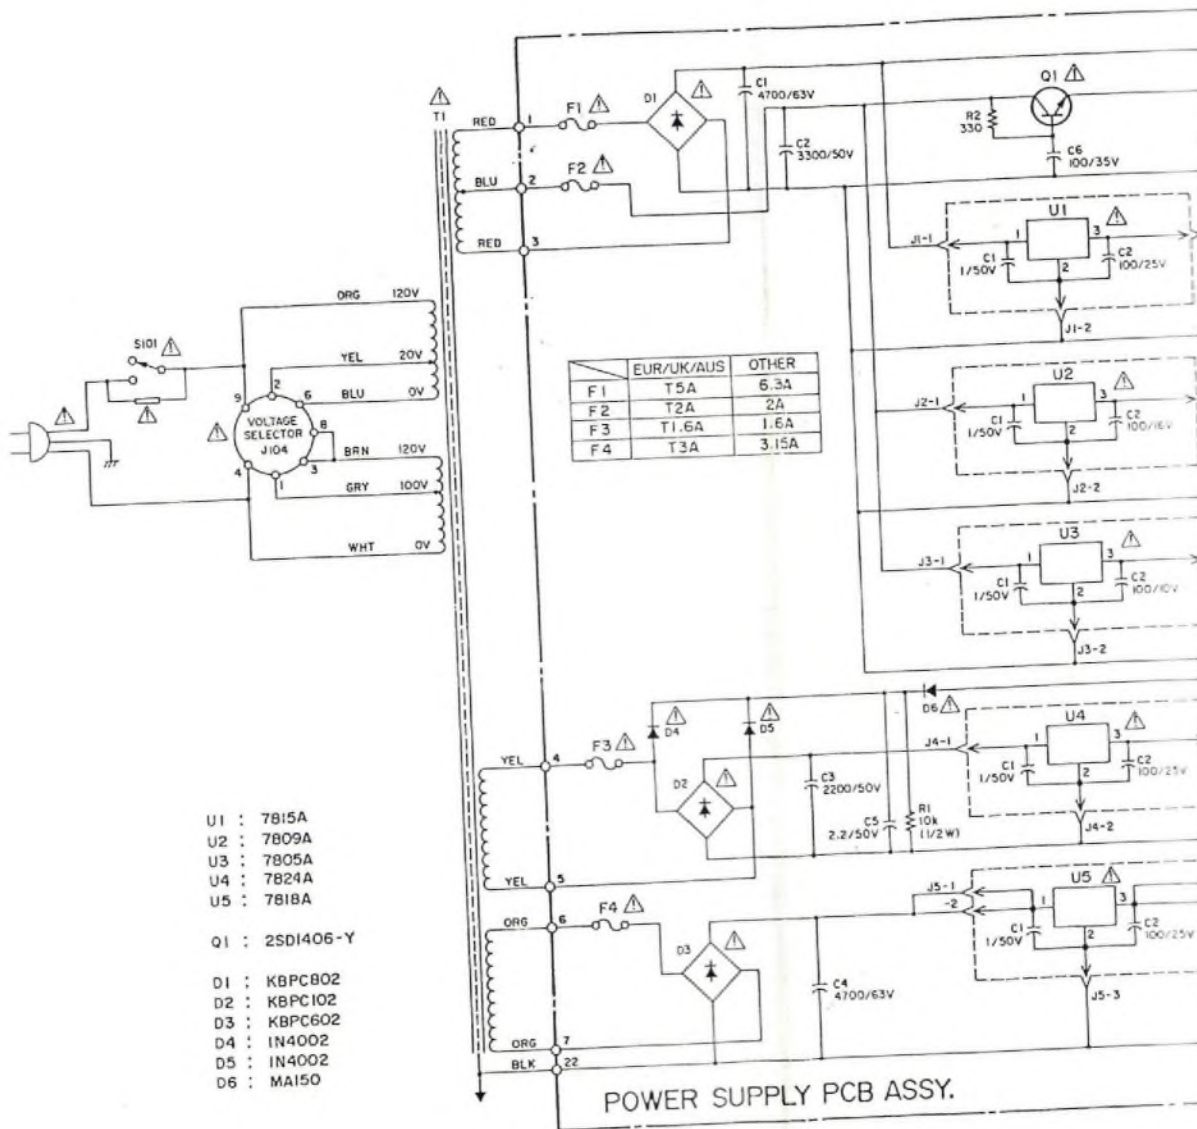 T1
RED 1 F1
BLU 2 F2
RED 3
D1
C1
4700/63V
C2
3300/50V
R2
330
Q1
C6
100/35V
J1-1
1 U1 3
2
C1
1/50V
C2
100/25V
J1-2
ORG 120V
YEL 20V
BLU 0V
S101
9 2 6
VOLTAGE
SELECTOR
J104
8
4 1 3
BRN 120V
GRY 100V
WHT 0V
EUR/UK/AUS OTHER
F1 T5A 6.3A
F2 T2A 2A
F3 T1.6A 1.6A
F4 T3A 3.15A
J2-1
1 U2 3
2
C1
1/50V
C2
100/16V
J2-2
J3-1
1 U3 3
2
C1
1/50V
C2
100/10V
J3-2
YEL 4 F3
D4
D5
D6
D2
C3
2200/50V
C5
2.2/50V
R1
10k
(1/2W)
J4-1
1 U4 3
2
C1
1/50V
C2
100/25V
J4-2
YEL 5
ORG 6 F4
D3
C4
4700/63V
J5-1
-2
1 U5 3
2
C1
1/50V
C2
100/25V
J5-3
ORG 7
BLK 22
U1 : 7815A
U2 : 7809A
U3 : 7805A
U4 : 7824A
U5 : 7818A
Q1 : 2SD1406-Y
D1 : KBPC802
D2 : KBPC102
D3 : KBPC602
D4 : 1N4002
D5 : 1N4002
D6 : MA150
POWER SUPPLY PCB ASSY.